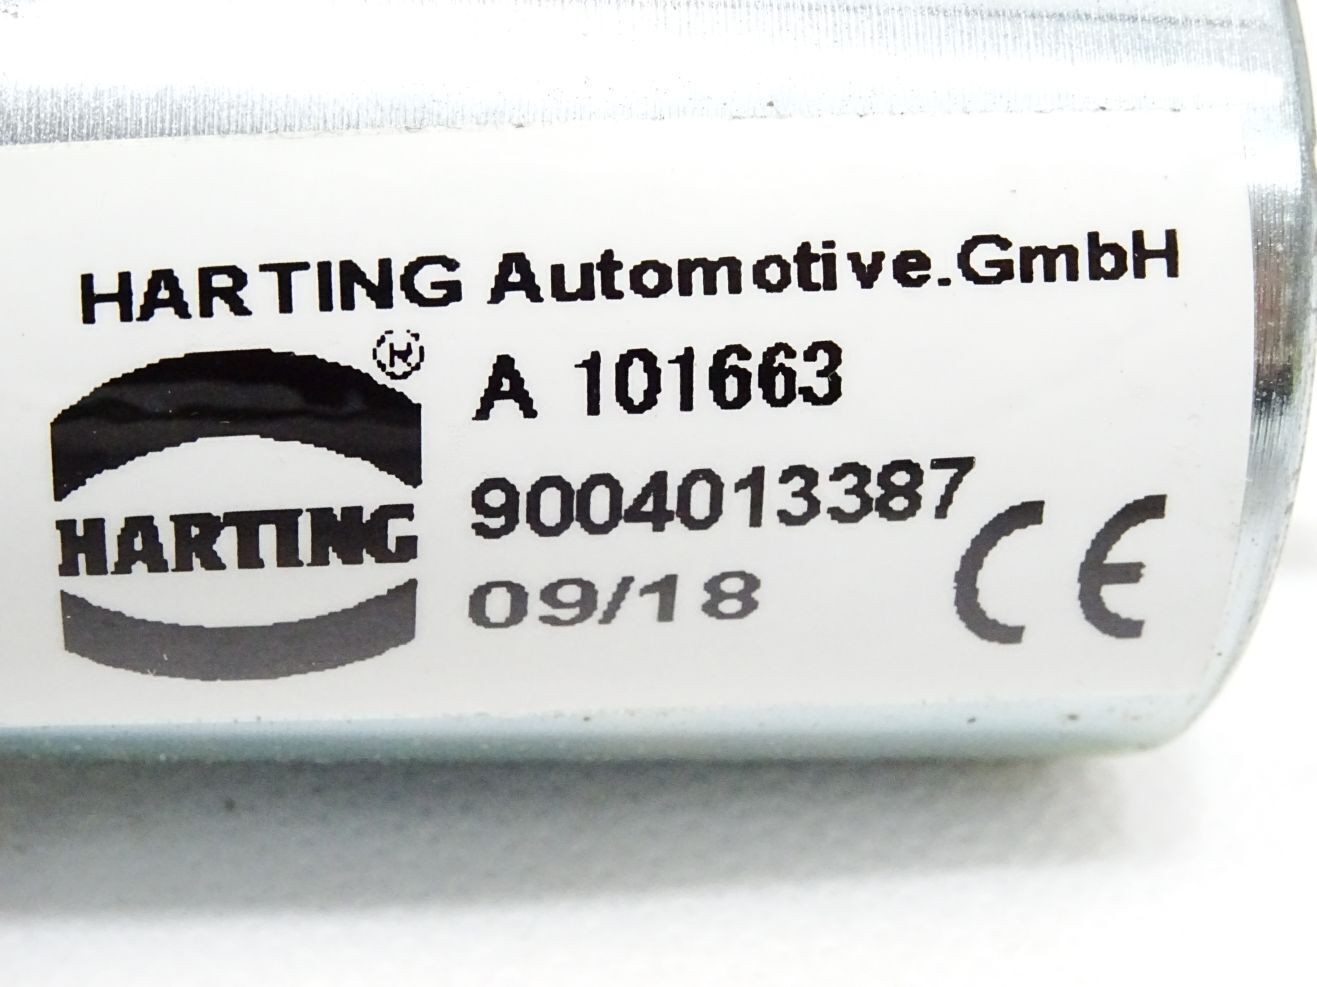 HARTING Automotive.GmbH
®
A 101663
9004013387
HARTING
09/18
CE